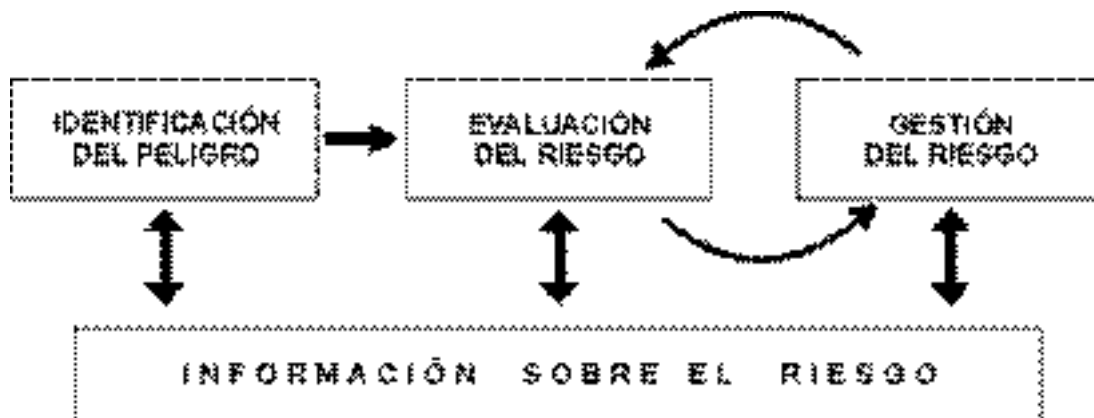 IDENTIFICACIÓN
DEL PELIGRO
EVALUACIÓN
DEL RIESGO
GESTIÓN
DEL RIESGO
INFORMACIÓN SOBRE EL RIESGO